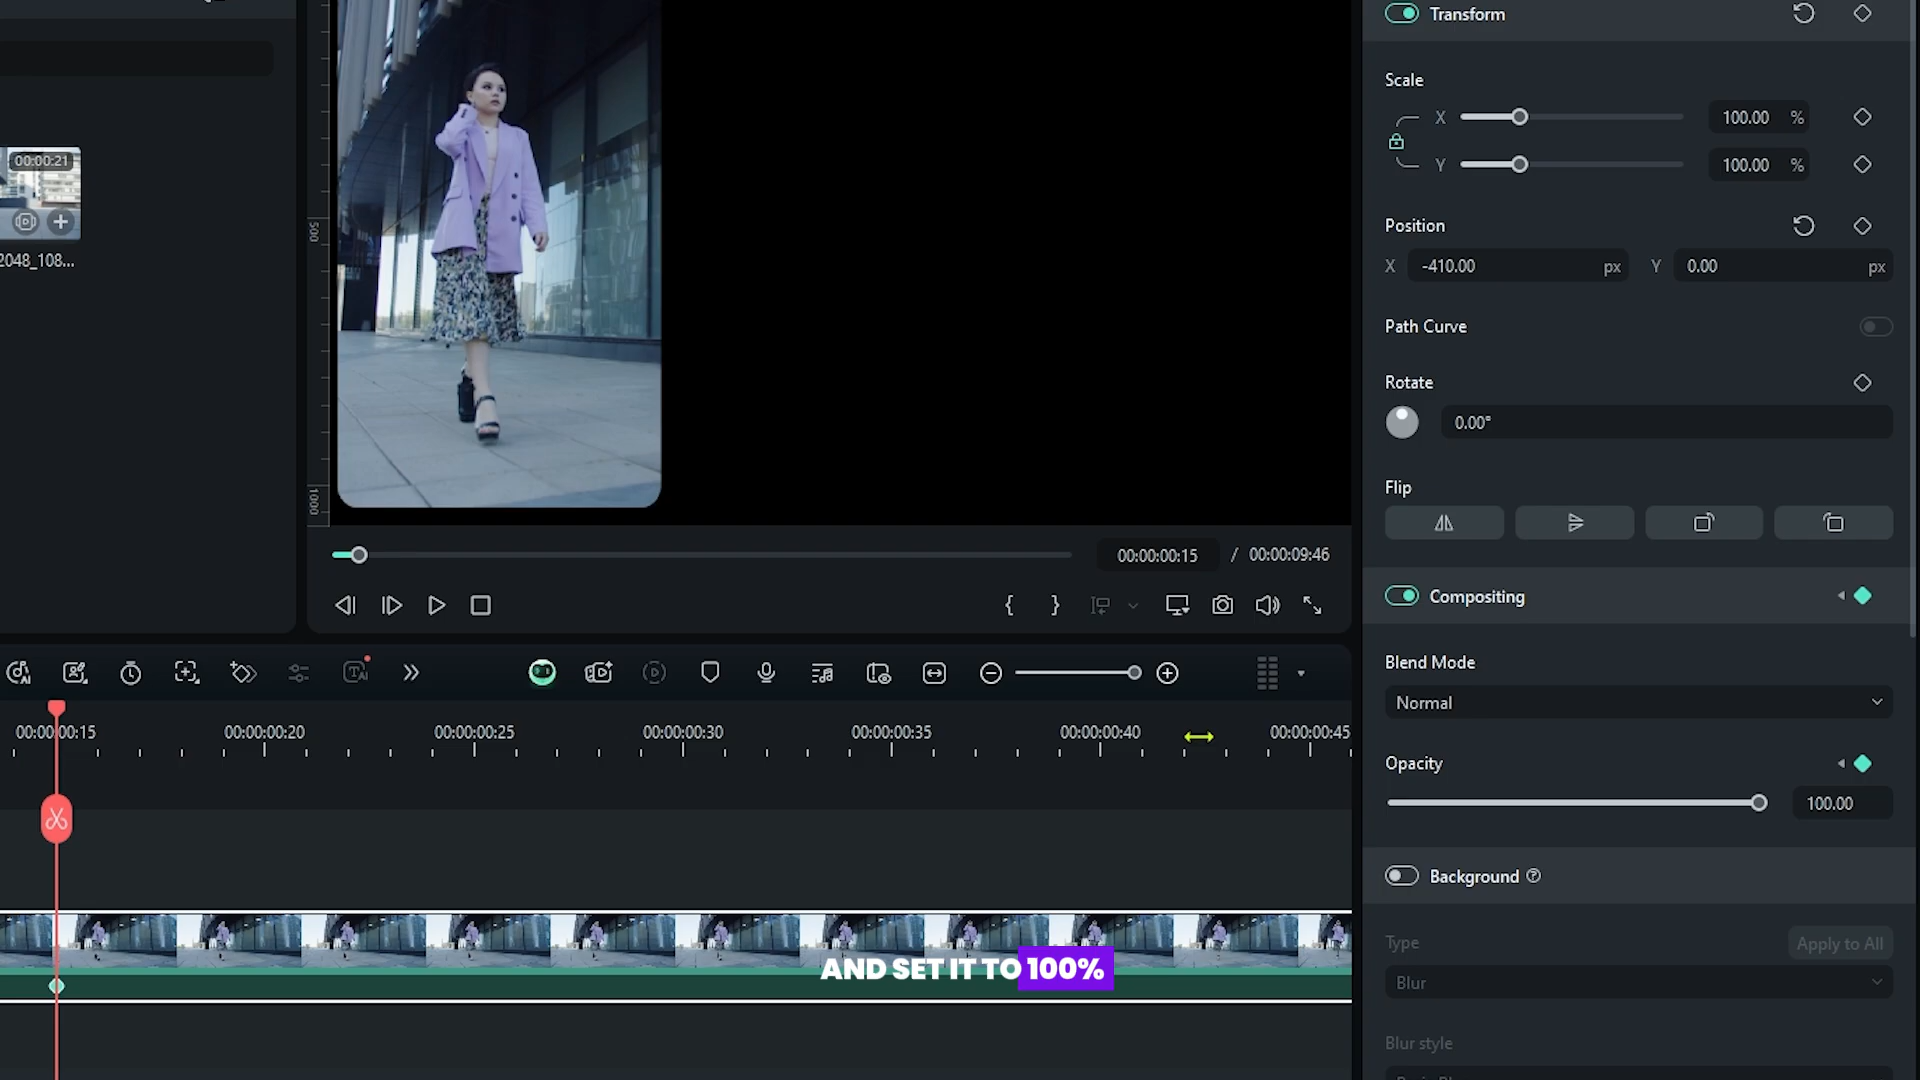 Transform
Scale
X 100.00 %
Y 100.00 %
Position
X -410.00 px Y 0.00 px
Path Curve
Rotate
0.00°
Flip
Compositing
Blend Mode
Normal
Opacity
100.00
Background
Type Apply to All
Blur
Blur style
00:00:21
2048_108...
500
1000
00:00:00:15 / 00:00:09:46
00:00:00:15 00:00:00:20 00:00:00:25 00:00:00:30 00:00:00:35 00:00:00:40 00:00:00:45
AND SET IT TO 100%